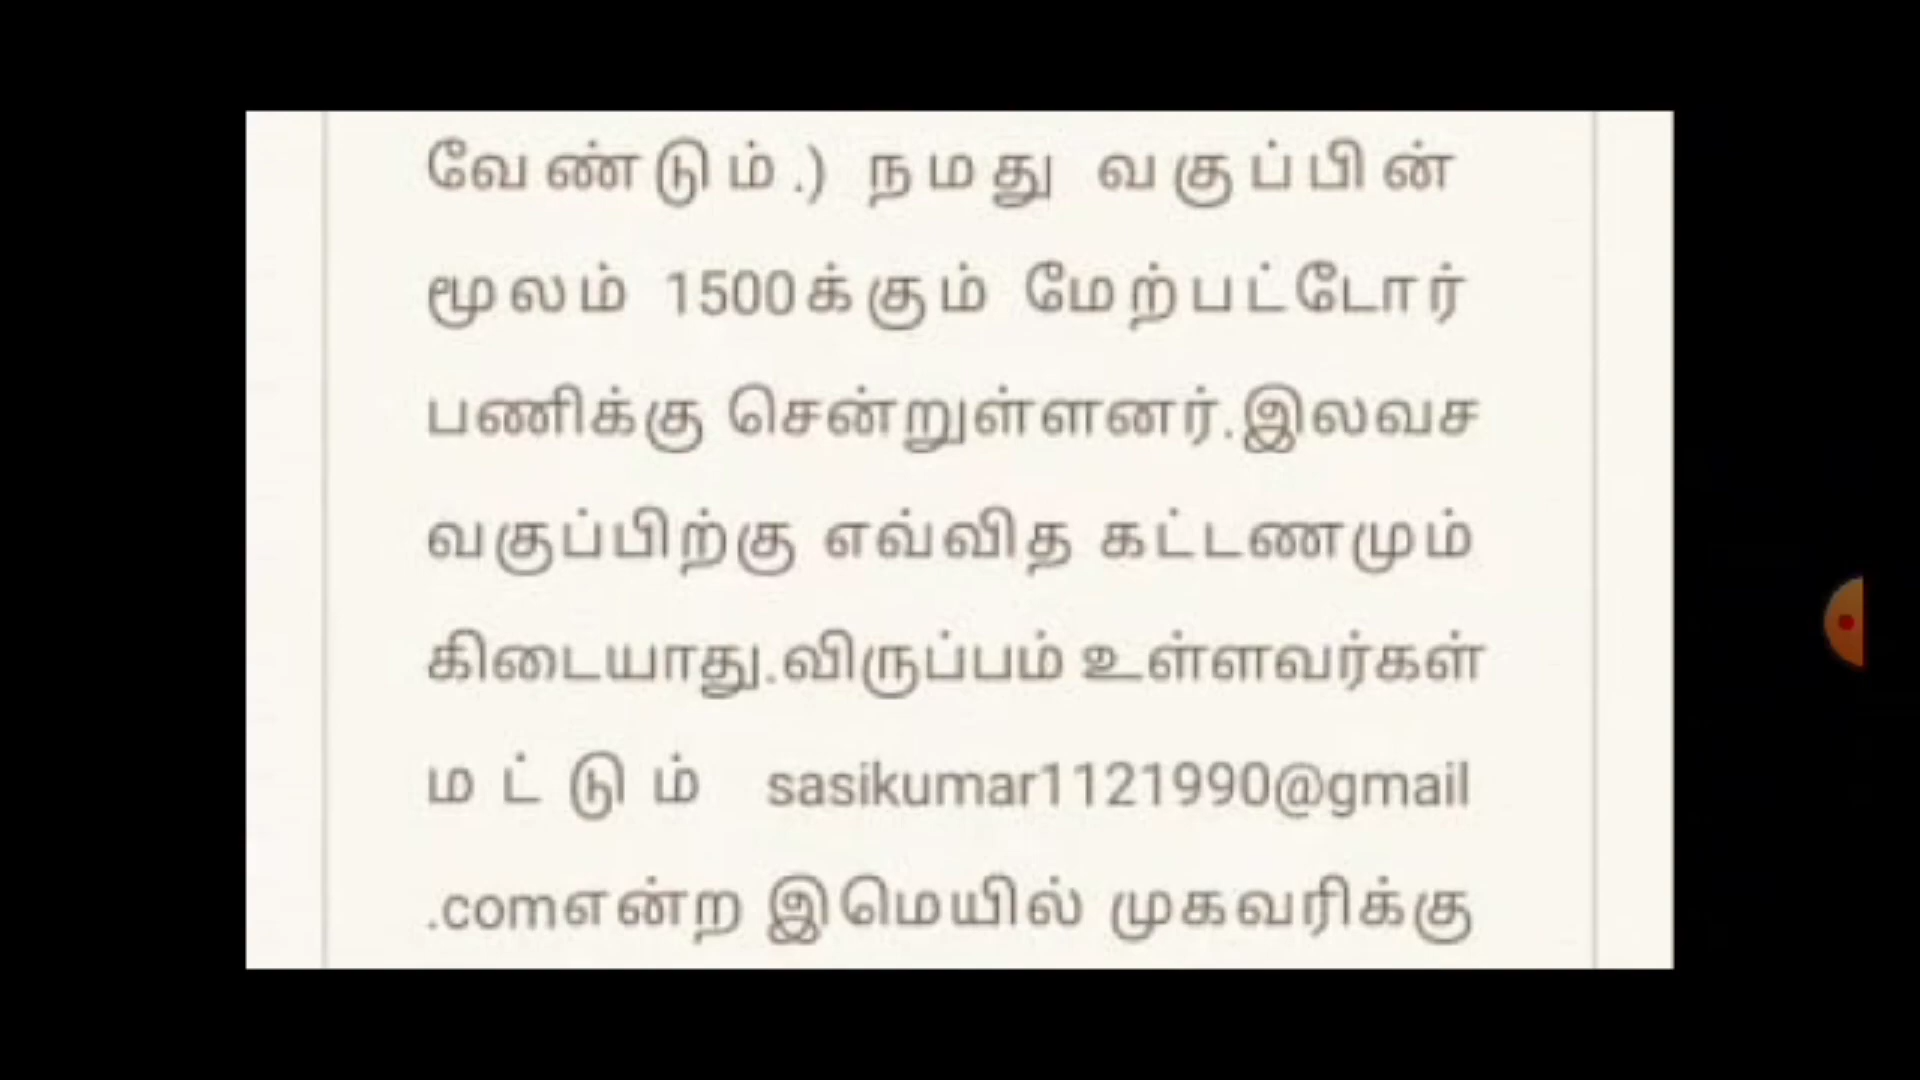 வேண்டும்.) நமது வகுப்பின்
மூலம் 1500க்கும் மேற்பட்டோர்
பணிக்கு சென்றுள்ளனர்.இலவச
வகுப்பிற்கு எவ்வித கட்டணமும்
கிடையாது.விருப்பம் உள்ளவர்கள்
மட்டும் sasikumar1121990@gmail
.comஎன்ற இமெயில் முகவரிக்கு